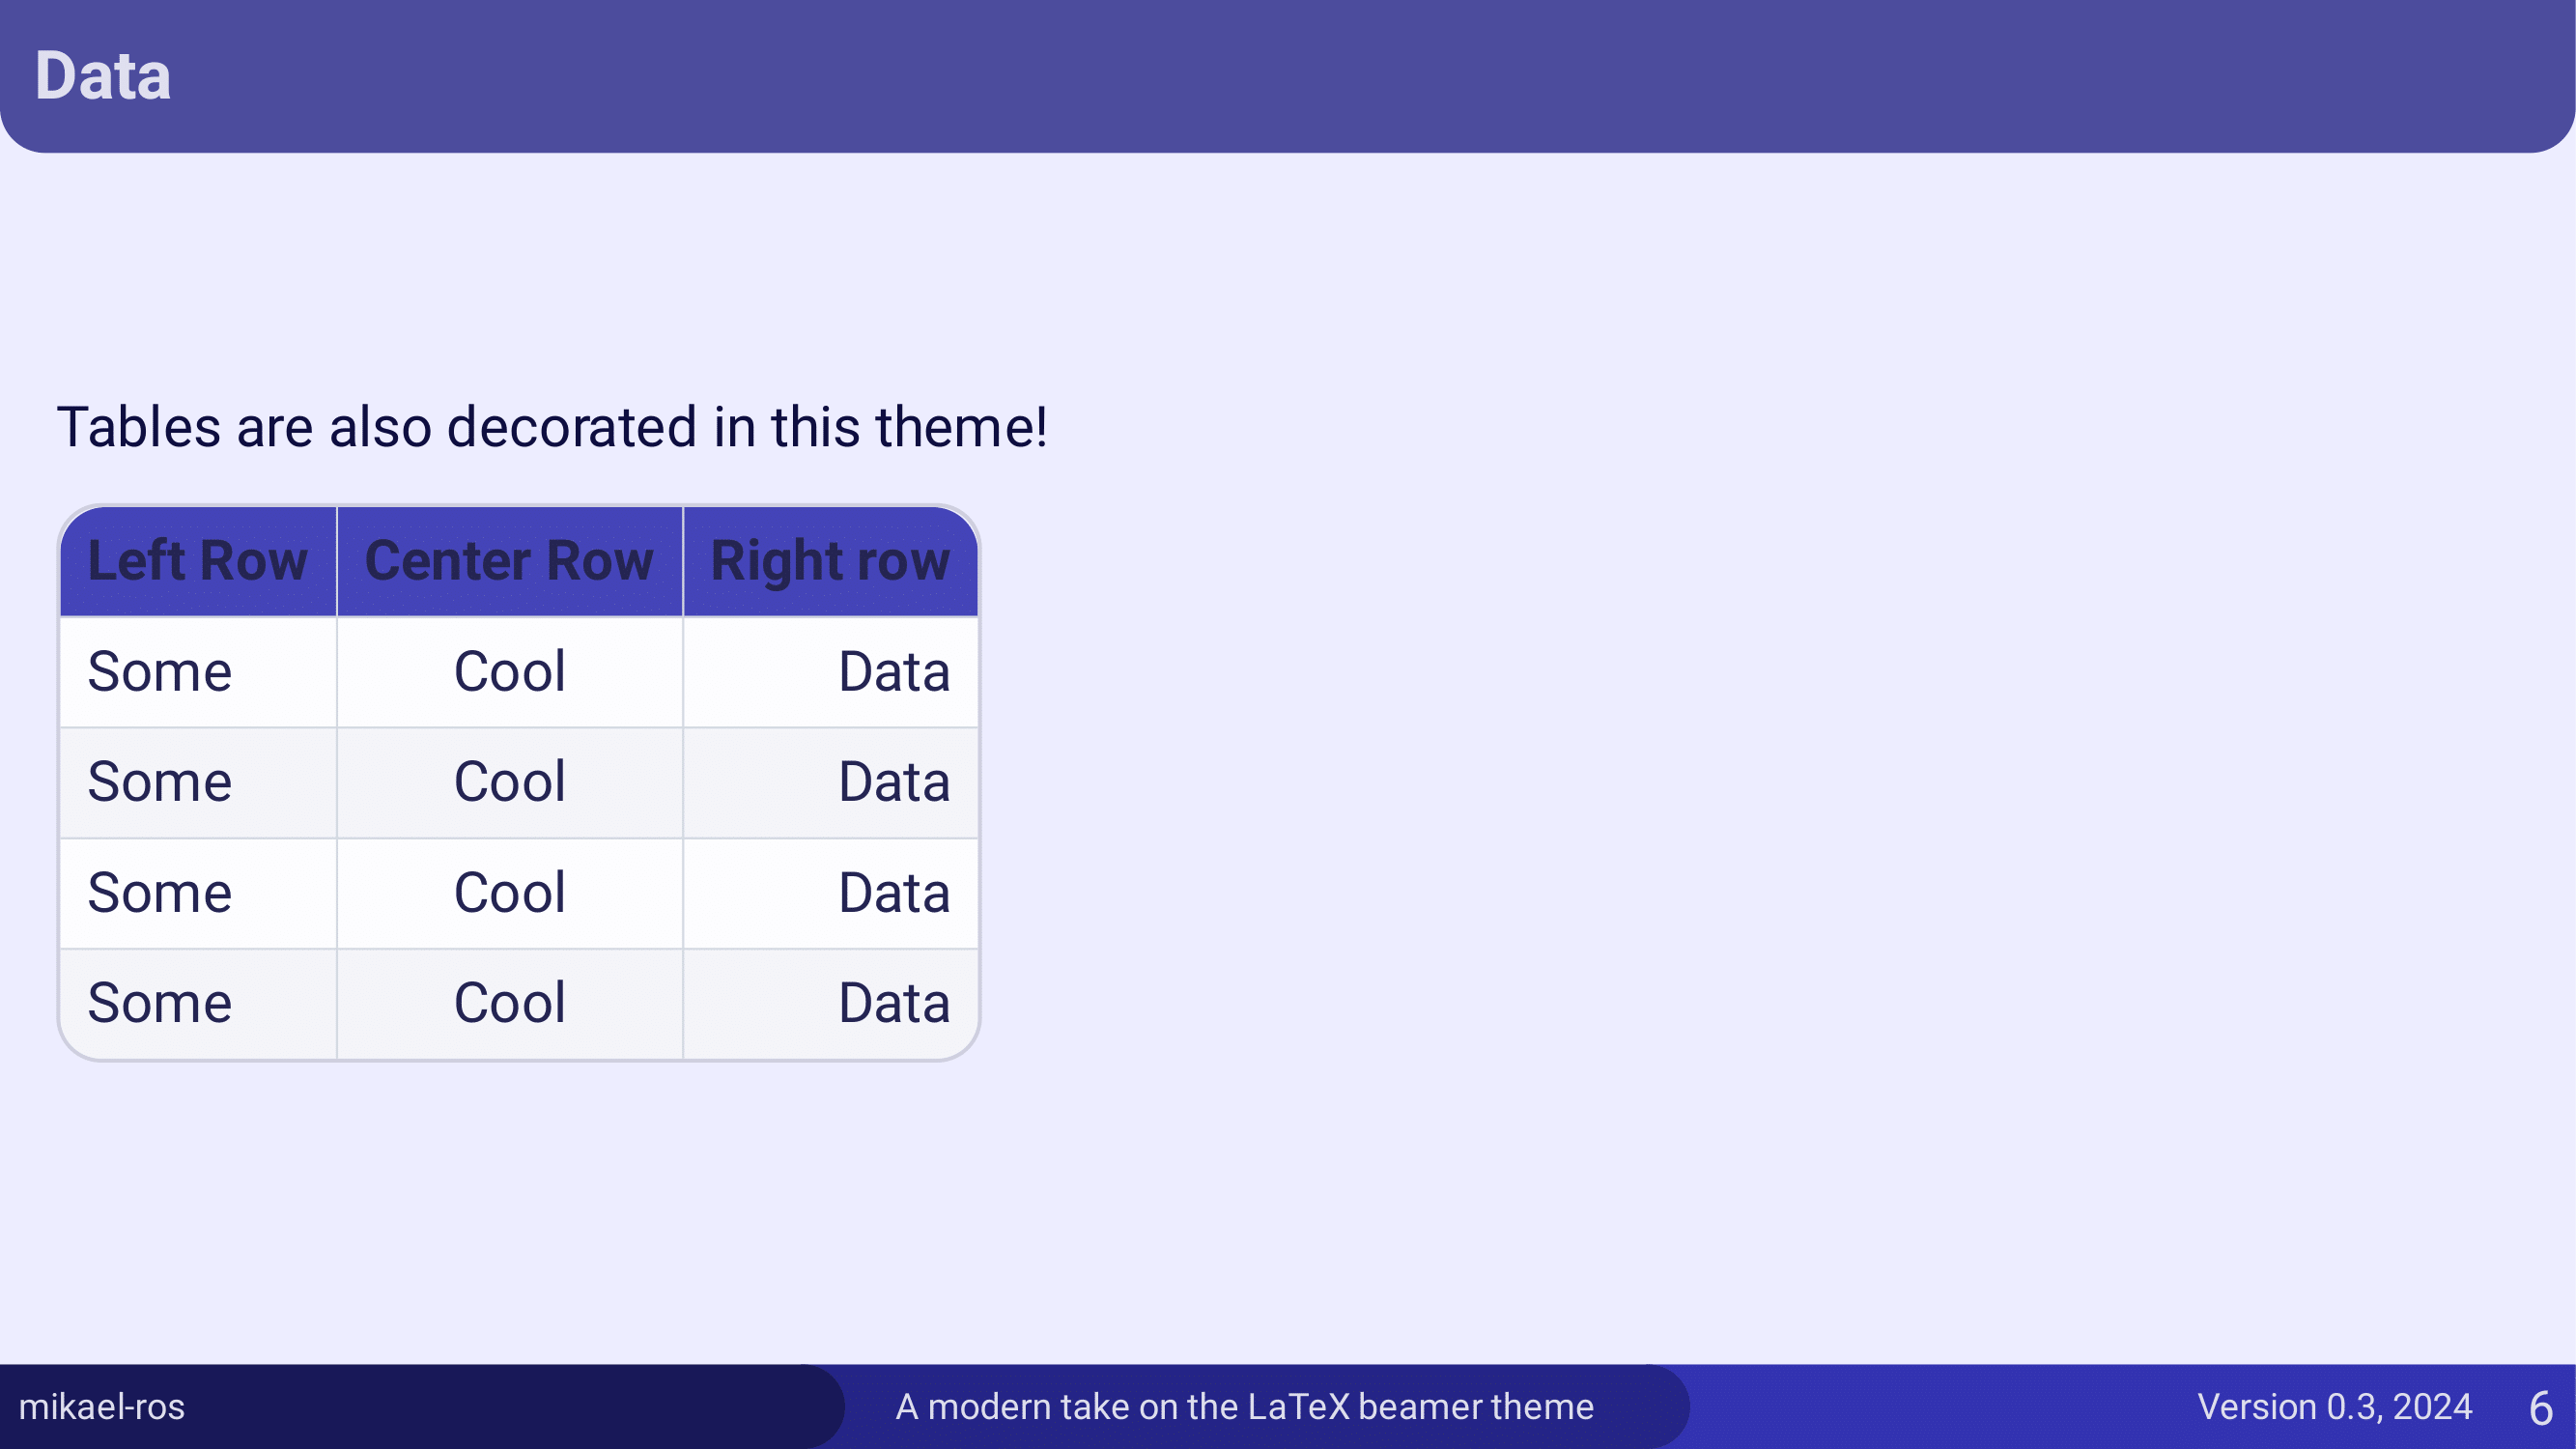 Data
Tables are also decorated in this theme!
Left Row Center Row Right row
Some Cool Data
Some Cool Data
Some Cool Data
Some Cool Data
mikael-ros A modern take on the LaTeX beamer theme Version 0.3, 2024 6